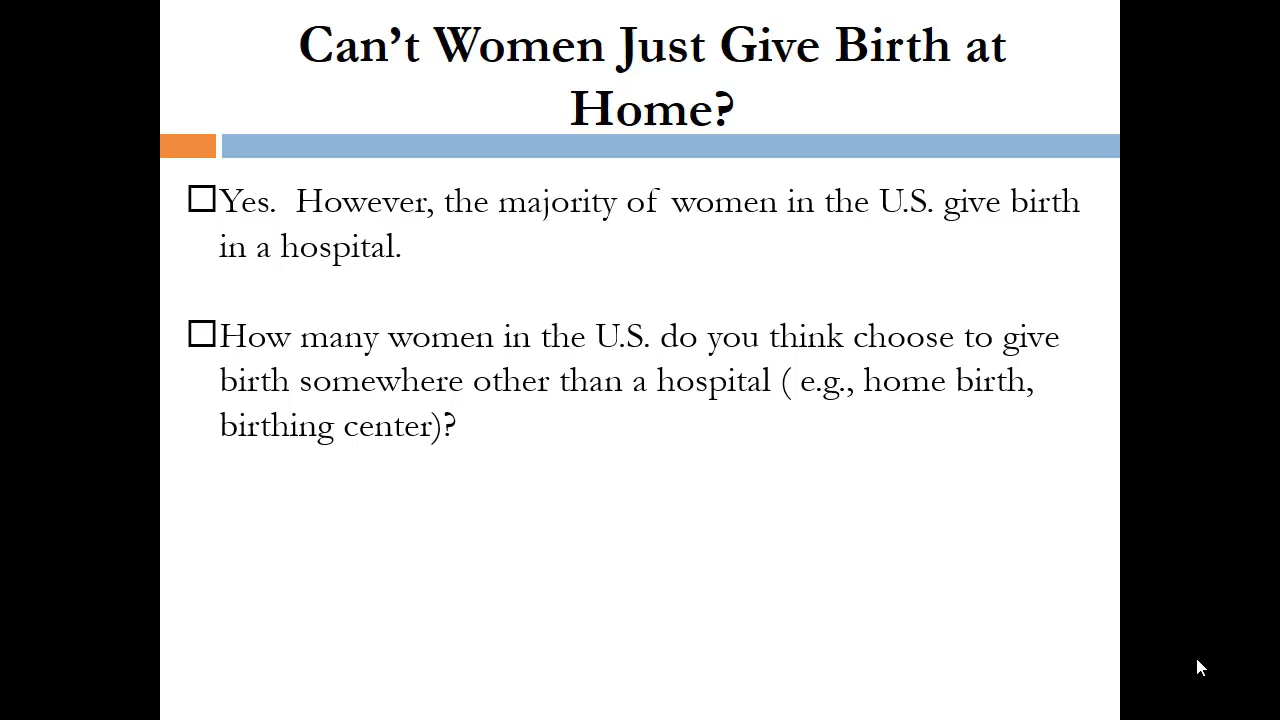 Can’t Women Just Give Birth at
Home?
Yes.  However, the majority of women in the U.S. give birth
in a hospital.
How many women in the U.S. do you think choose to give
birth somewhere other than a hospital ( e.g., home birth,
birthing center)?